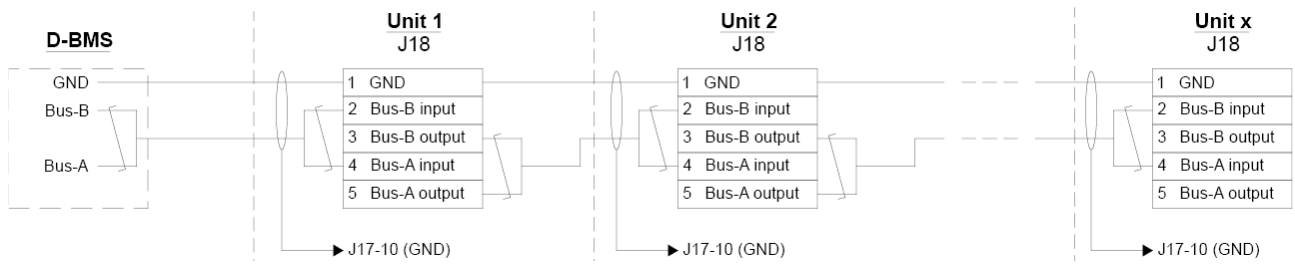 D-BMS
GND
Bus-B
Bus-A
Unit 1
J18
1 GND
2 Bus-B input
3 Bus-B output
4 Bus-A input
5 Bus-A output
J17-10 (GND)
Unit 2
J18
1 GND
2 Bus-B input
3 Bus-B output
4 Bus-A input
5 Bus-A output
J17-10 (GND)
Unit x
J18
1 GND
2 Bus-B input
3 Bus-B output
4 Bus-A input
5 Bus-A output
J17-10 (GND)